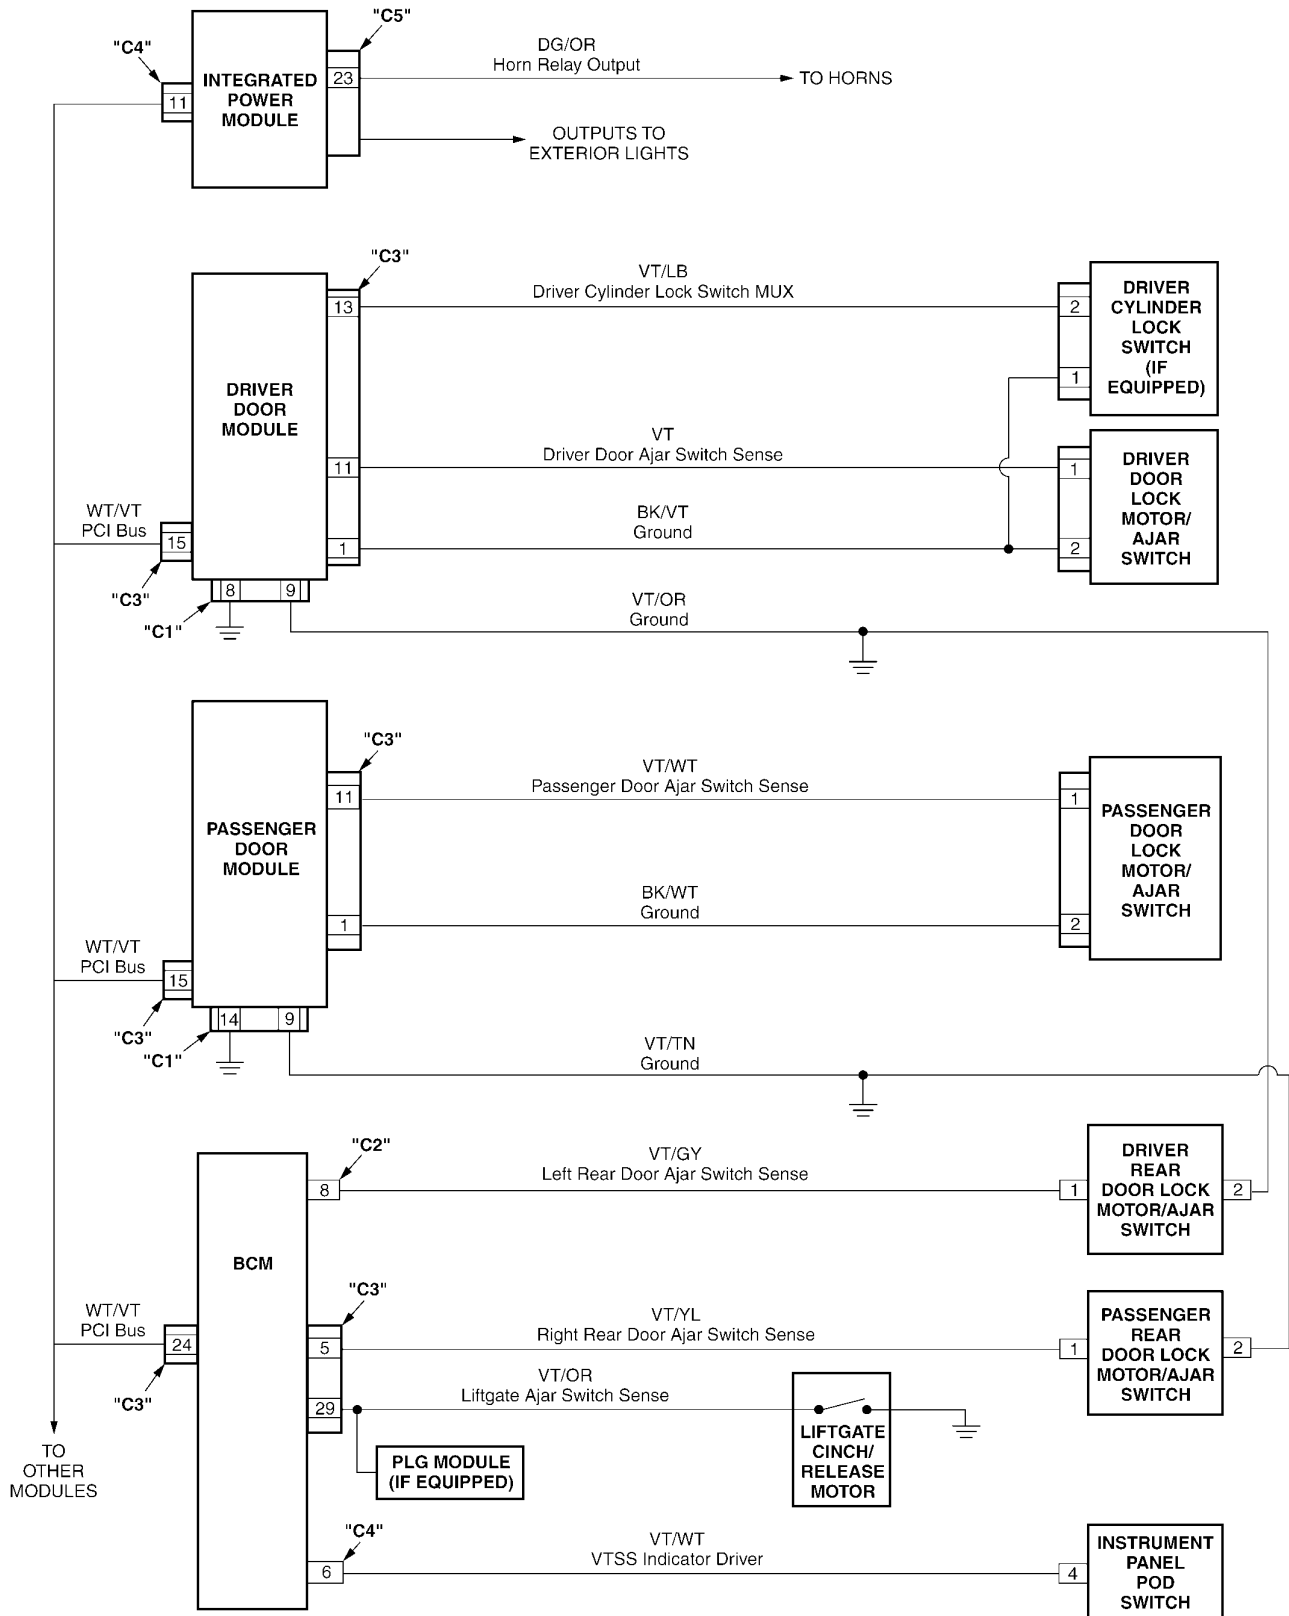 "C5"
"C4"
DG/OR
Horn Relay Output
23
TO HORNS
INTEGRATED
POWER
MODULE
11
OUTPUTS TO
EXTERIOR LIGHTS
"C3"
VT/LB
Driver Cylinder Lock Switch MUX
13
2
DRIVER
CYLINDER
LOCK
SWITCH
(IF
EQUIPPED)
1
DRIVER
DOOR
MODULE
VT
Driver Door Ajar Switch Sense
11
1
DRIVER
DOOR
LOCK
MOTOR/
AJAR
SWITCH
WT/VT
PCI Bus
15
BK/VT
Ground
1
2
"C3"
8
9
"C1"
VT/OR
Ground
"C3"
VT/WT
Passenger Door Ajar Switch Sense
11
1
PASSENGER
DOOR
MODULE
PASSENGER
DOOR
LOCK
MOTOR/
AJAR
SWITCH
BK/WT
Ground
1
2
WT/VT
PCI Bus
15
"C3"
14
9
"C1"
VT/TN
Ground
"C2"
VT/GY
Left Rear Door Ajar Switch Sense
8
1
DRIVER
REAR
DOOR LOCK
MOTOR/AJAR
SWITCH
2
BCM
"C3"
WT/VT
PCI Bus
24
"C3"
VT/YL
Right Rear Door Ajar Switch Sense
5
1
PASSENGER
REAR
DOOR LOCK
MOTOR/AJAR
SWITCH
2
VT/OR
Liftgate Ajar Switch Sense
29
LIFTGATE
CINCH/
RELEASE
MOTOR
PLG MODULE
(IF EQUIPPED)
TO
OTHER
MODULES
"C4"
VT/WT
VTSS Indicator Driver
6
4
INSTRUMENT
PANEL
POD
SWITCH